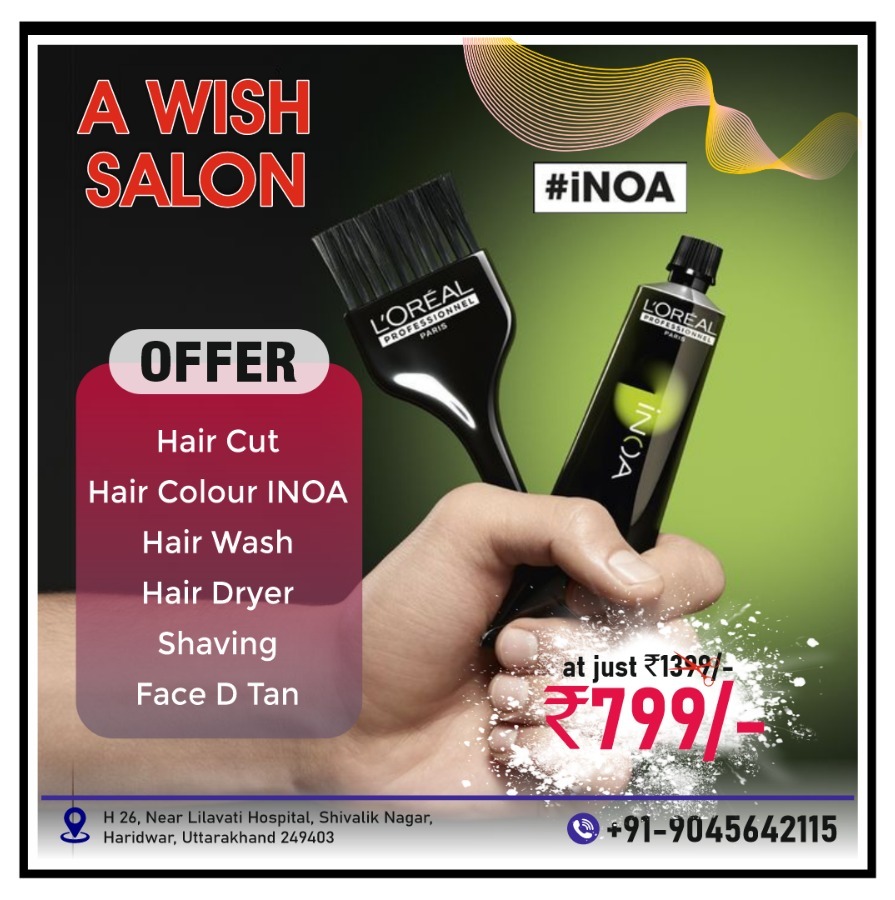 A WISH
SALON
#iNOA
L'ORÉAL
PROFESSIONNEL
PARIS
L'ORÉAL
PROFESSIONNEL
PARIS
iNOA
OFFER
Hair Cut
Hair Colour INOA
Hair Wash
Hair Dryer
Shaving
Face D Tan
at just ₹1399/-
₹799/-
H 26, Near Lilavati Hospital, Shivalik Nagar,
Haridwar, Uttarakhand 249403
+91-9045642115